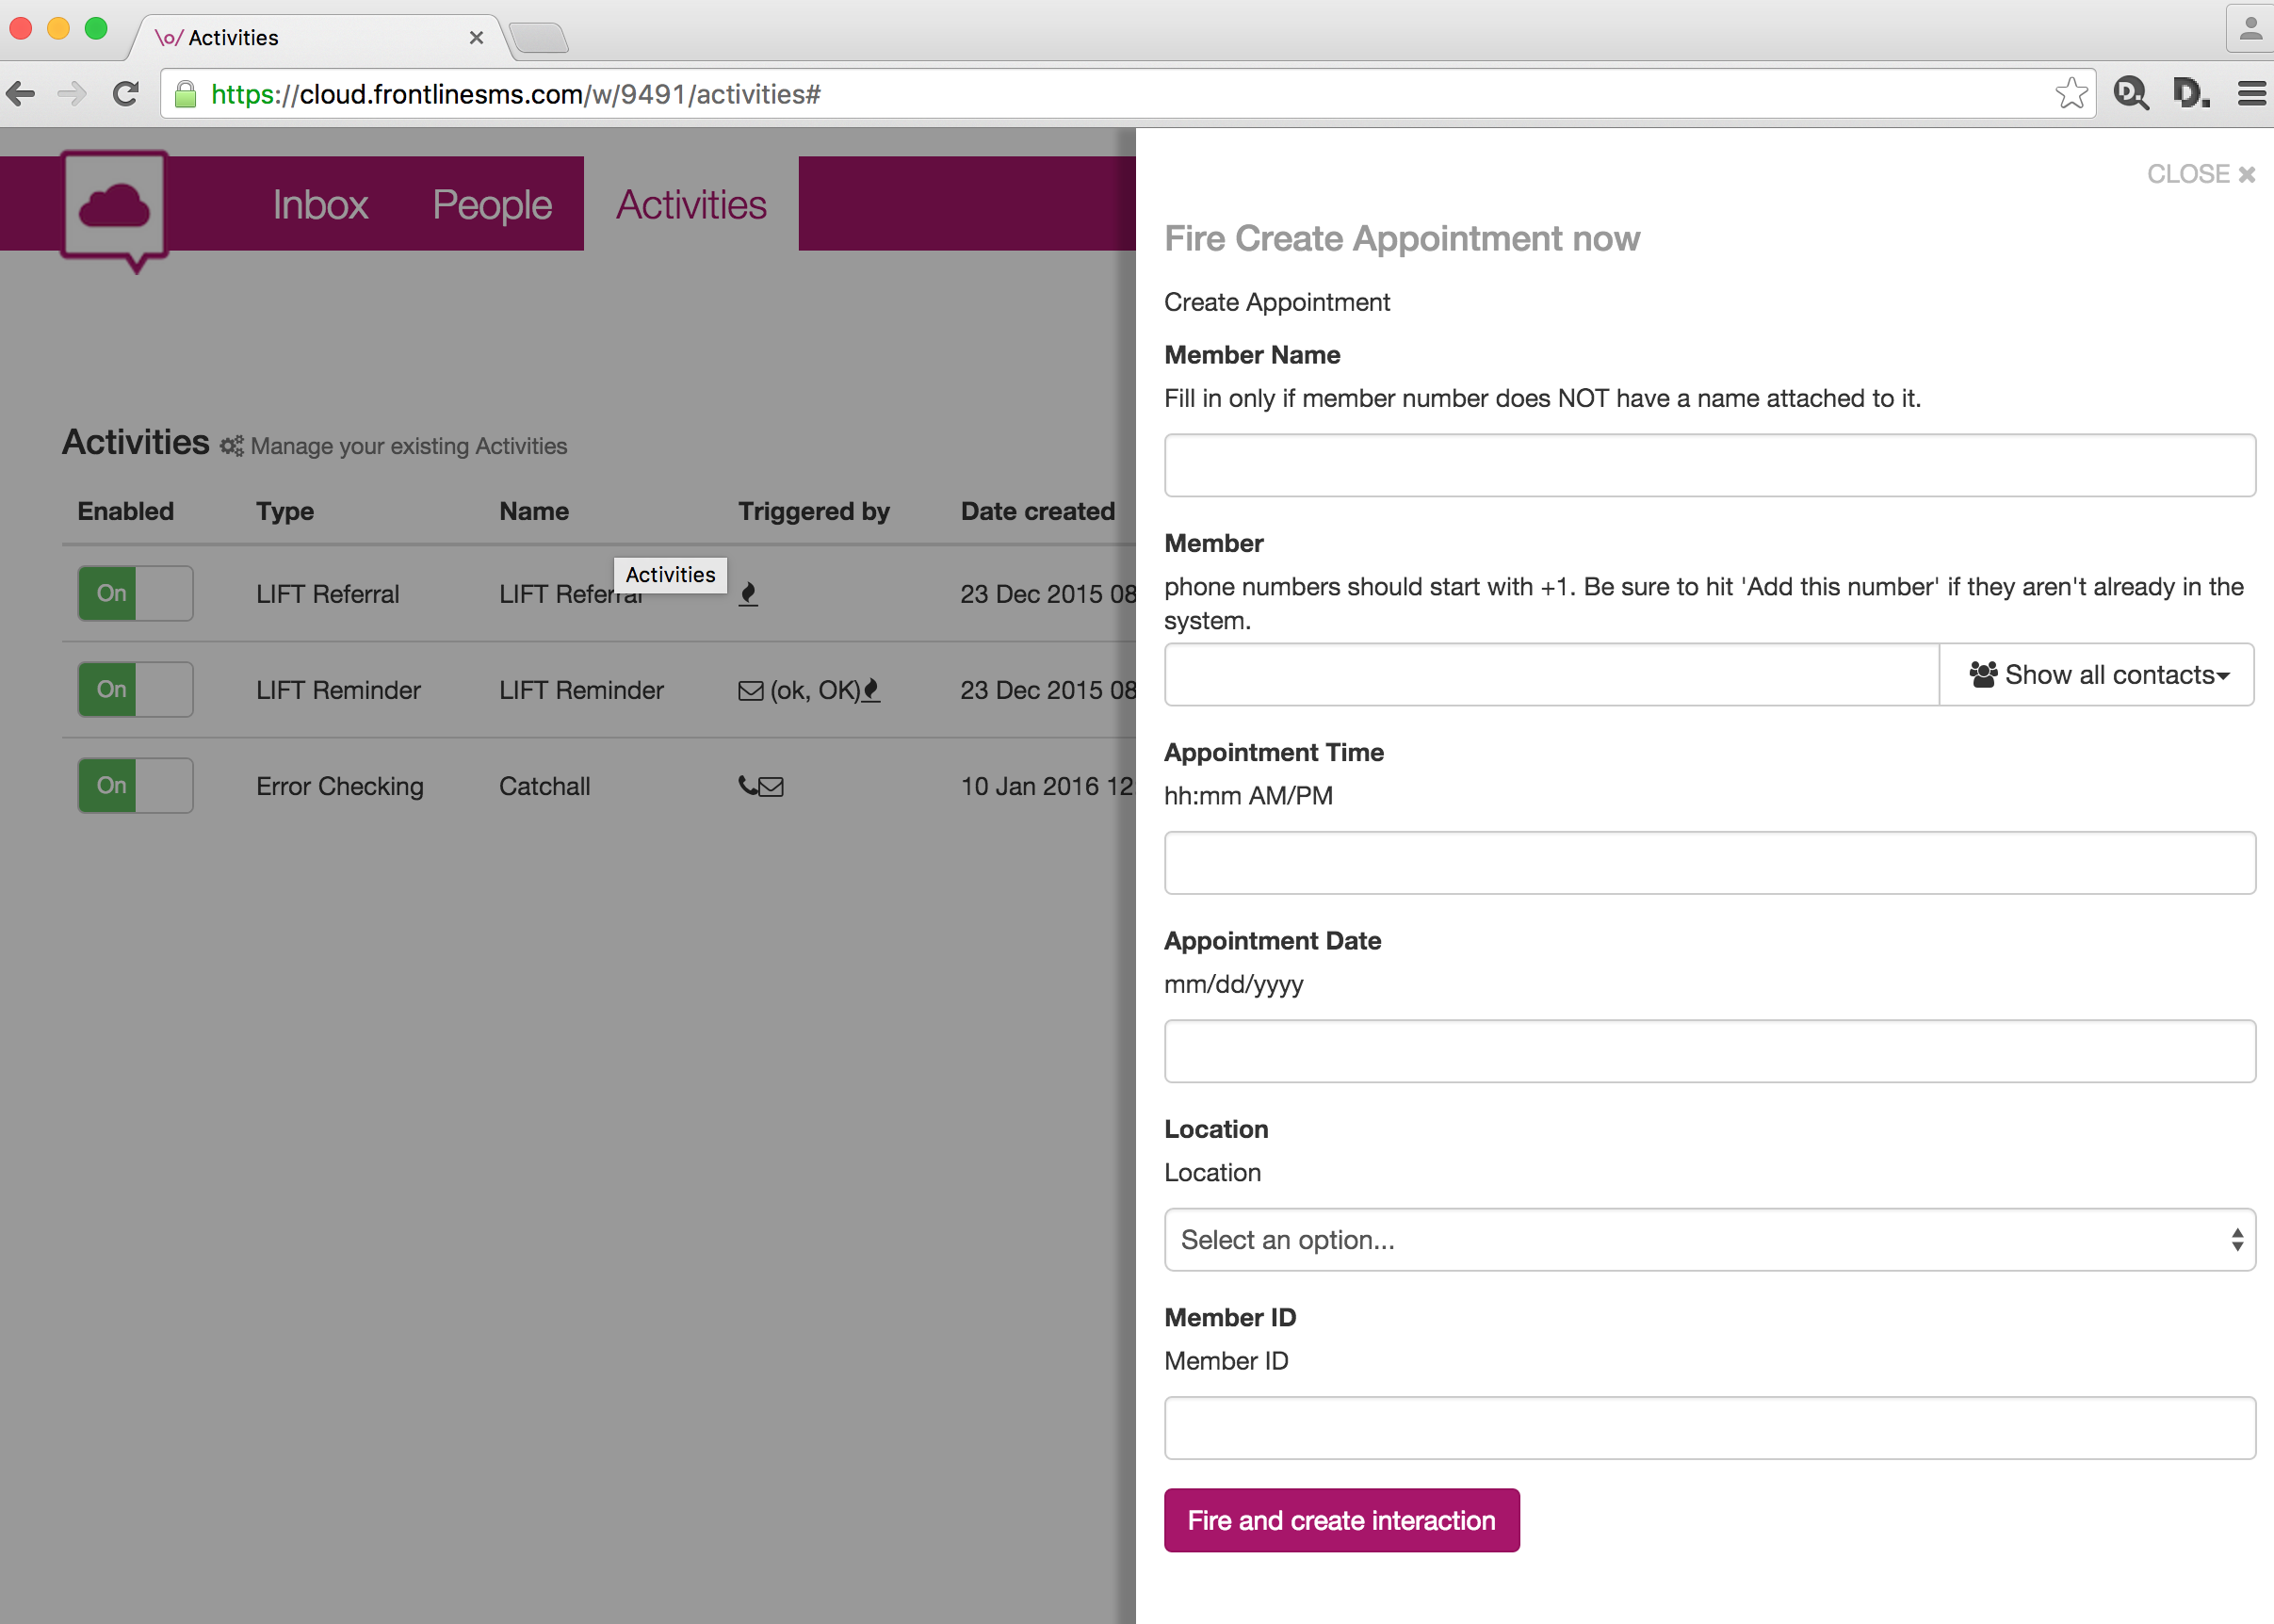 \o/ Activities
https://cloud.frontlinesms.com/w/9491/activities#
D.
D.
Inbox
People
Activities
Activities Manage your existing Activities
Enabled Type Name Triggered by Date created
On LIFT Referral LIFT Referral 23 Dec 2015 08
Activities
On LIFT Reminder LIFT Reminder (ok, OK) 23 Dec 2015 08
On Error Checking Catchall 10 Jan 2016 12
CLOSE
Fire Create Appointment now
Create Appointment
Member Name
Fill in only if member number does NOT have a name attached to it.
Member
phone numbers should start with +1. Be sure to hit 'Add this number' if they aren't already in the
system.
Show all contacts
Appointment Time
hh:mm AM/PM
Appointment Date
mm/dd/yyyy
Location
Location
Select an option...
Member ID
Member ID
Fire and create interaction